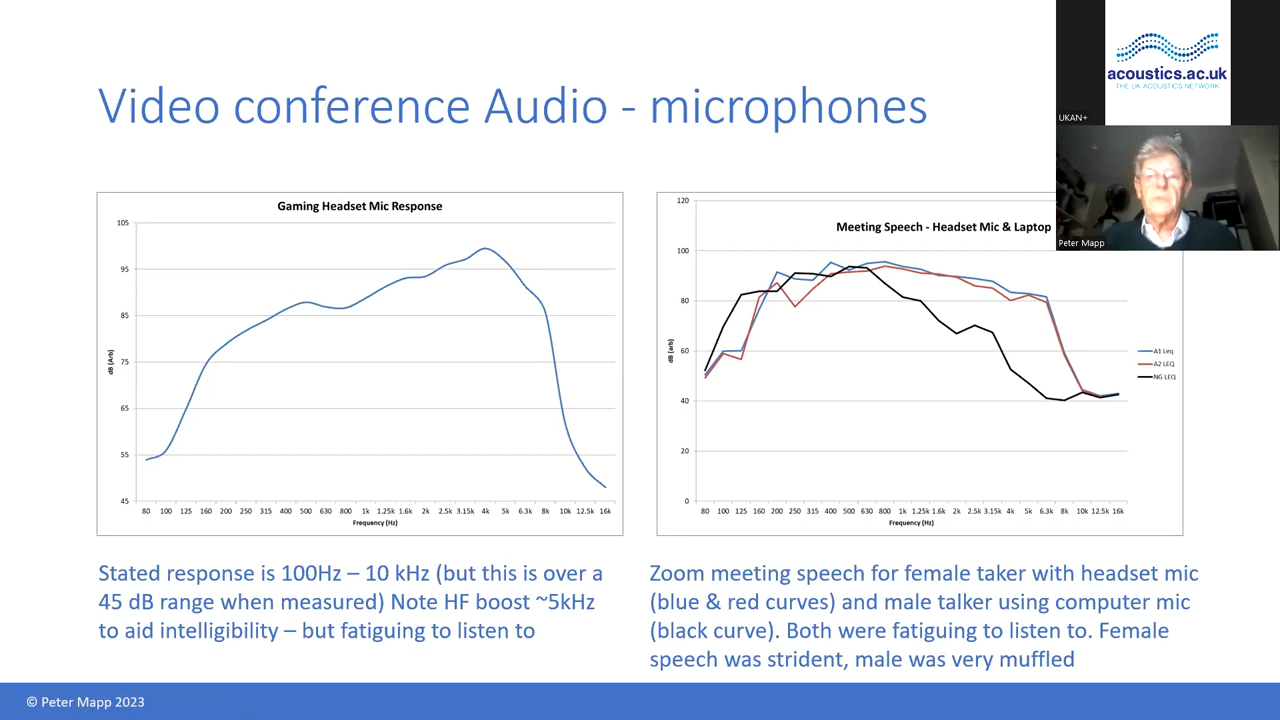 Video conference Audio - microphones
acoustics.ac.uk
THE UK ACOUSTICS NETWORK
UKAN+
Peter Mapp
Gaming Headset Mic Response
105
95
85
75
65
55
45
dB (Arb)
80 100 125 160 200 250 315 400 500 630 800 1k 1.25k 1.6k 2k 2.5k 3.15k 4k 5k 6.3k 8k 10k 12.5k 16k
Frequency (Hz)
Meeting Speech - Headset Mic & Laptop
120
100
80
60
40
20
0
dB (arb)
80 100 125 160 200 250 315 400 500 630 800 1k 1.25k 1.6k 2k 2.5k 3.15k 4k 5k 6.3k 8k 10k 12.5k 16k
Frequency (Hz)
A1 Leq
A2 LEQ
NG LEQ
Stated response is 100Hz – 10 kHz (but this is over a
45 dB range when measured) Note HF boost ~5kHz
to aid intelligibility – but fatiguing to listen to
Zoom meeting speech for female taker with headset mic
(blue & red curves) and male talker using computer mic
(black curve). Both were fatiguing to listen to. Female
speech was strident, male was very muffled
© Peter Mapp 2023